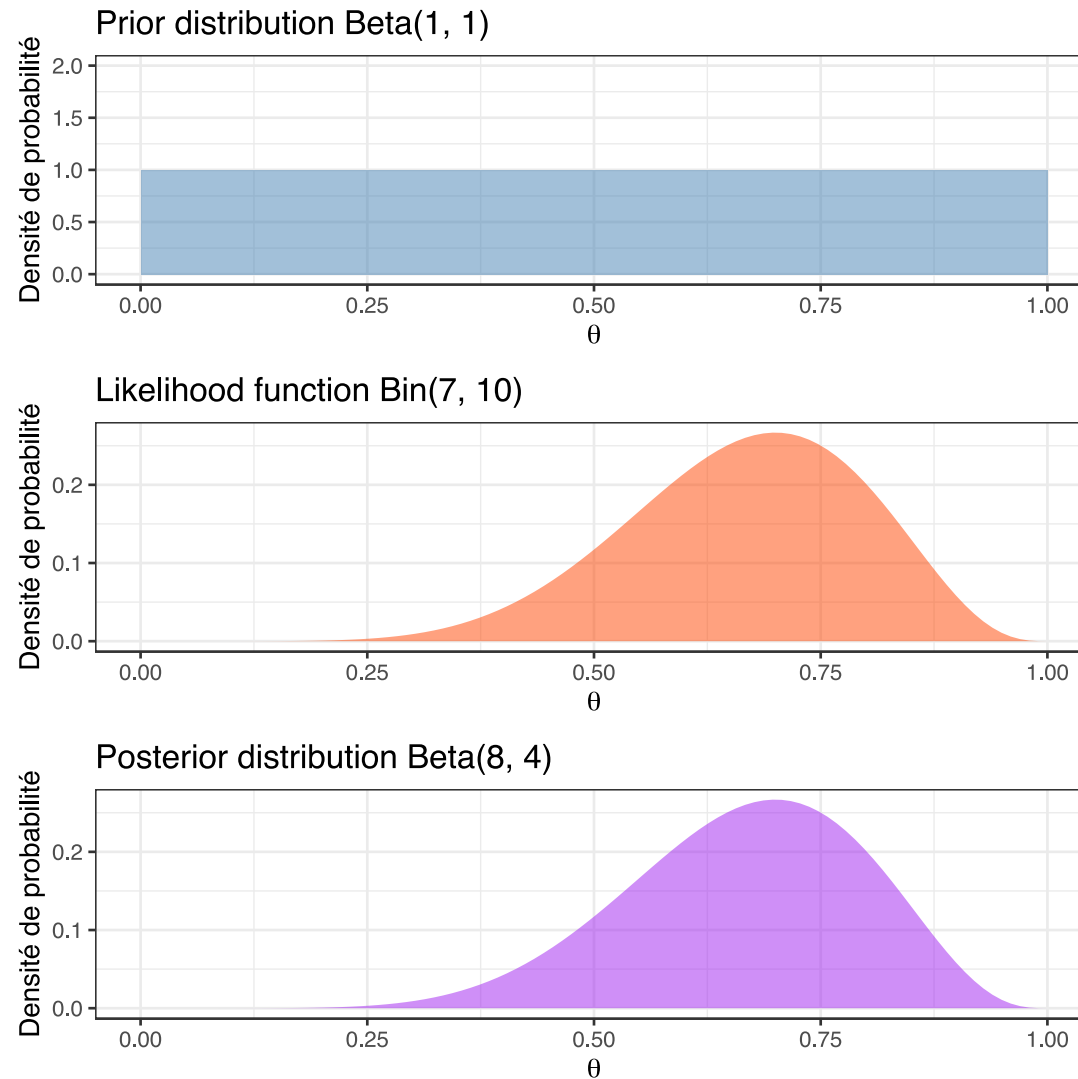 Prior distribution Beta(1, 1)
Densité de probabilité
2.0
1.5
1.0
0.5
0.0
0.00 0.25 0.50 0.75 1.00
θ
Likelihood function Bin(7, 10)
Densité de probabilité
0.2
0.1
0.0
0.00 0.25 0.50 0.75 1.00
θ
Posterior distribution Beta(8, 4)
Densité de probabilité
0.2
0.1
0.0
0.00 0.25 0.50 0.75 1.00
θ